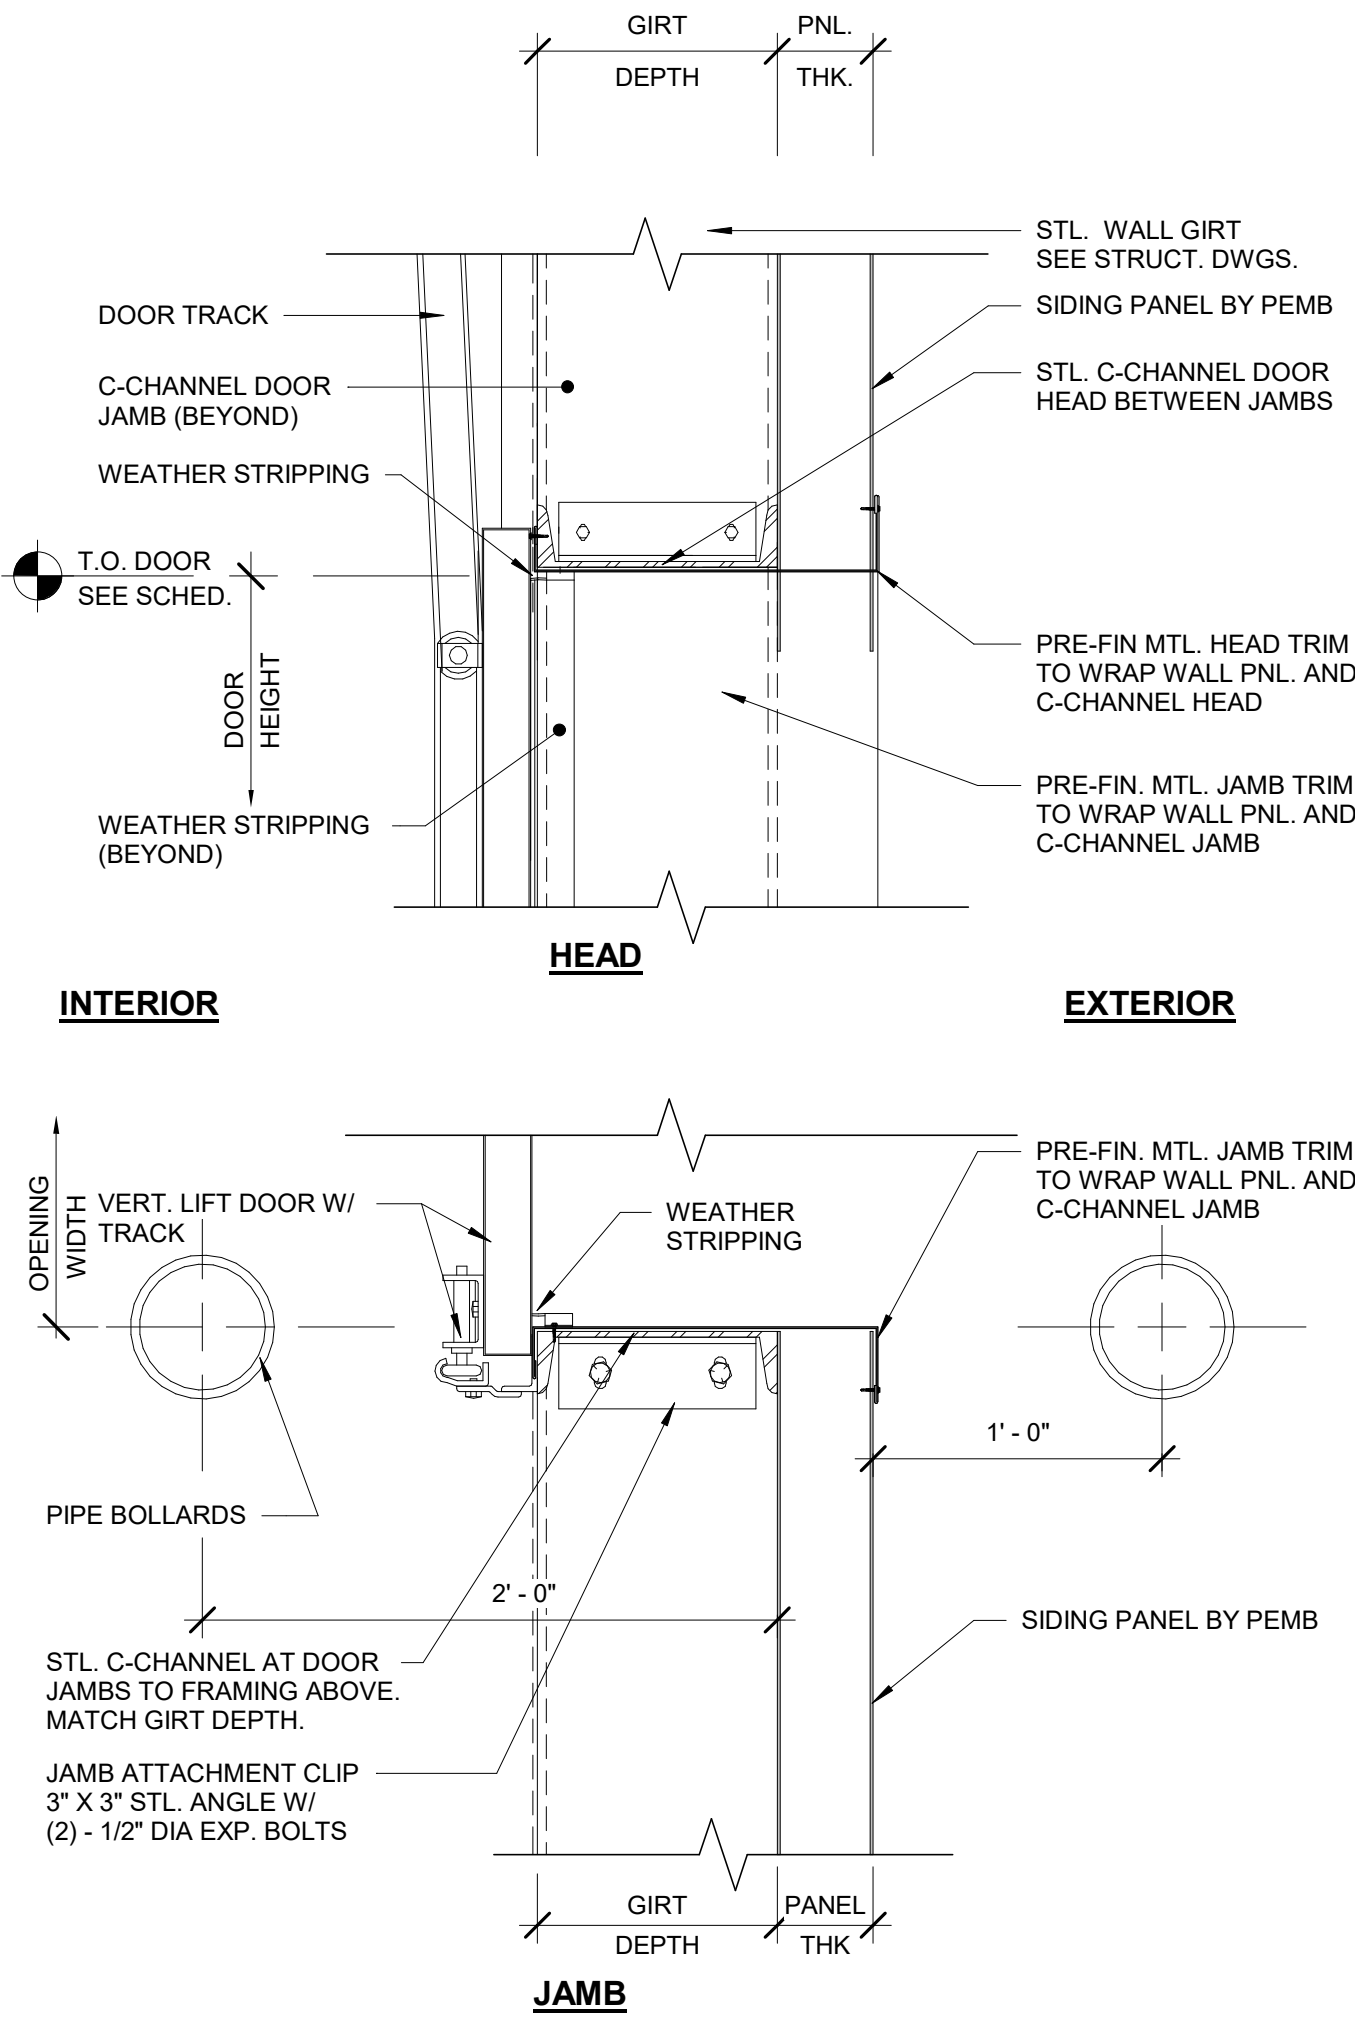 GIRT
DEPTH
PNL.
THK.
STL. WALL GIRT
SEE STRUCT. DWGS.
SIDING PANEL BY PEMB
STL. C-CHANNEL DOOR
HEAD BETWEEN JAMBS
DOOR TRACK
C-CHANNEL DOOR
JAMB (BEYOND)
WEATHER STRIPPING
T.O. DOOR
SEE SCHED.
DOOR
HEIGHT
WEATHER STRIPPING
(BEYOND)
PRE-FIN MTL. HEAD TRIM
TO WRAP WALL PNL. AND
C-CHANNEL HEAD
PRE-FIN. MTL. JAMB TRIM
TO WRAP WALL PNL. AND
C-CHANNEL JAMB
HEAD
INTERIOR
EXTERIOR
OPENING
WIDTH
VERT. LIFT DOOR W/
TRACK
WEATHER
STRIPPING
PRE-FIN. MTL. JAMB TRIM
TO WRAP WALL PNL. AND
C-CHANNEL JAMB
1' - 0"
PIPE BOLLARDS
2' - 0"
SIDING PANEL BY PEMB
STL. C-CHANNEL AT DOOR
JAMBS TO FRAMING ABOVE.
MATCH GIRT DEPTH.
JAMB ATTACHMENT CLIP
3" X 3" STL. ANGLE W/
(2) - 1/2" DIA EXP. BOLTS
GIRT
DEPTH
PANEL
THK
JAMB